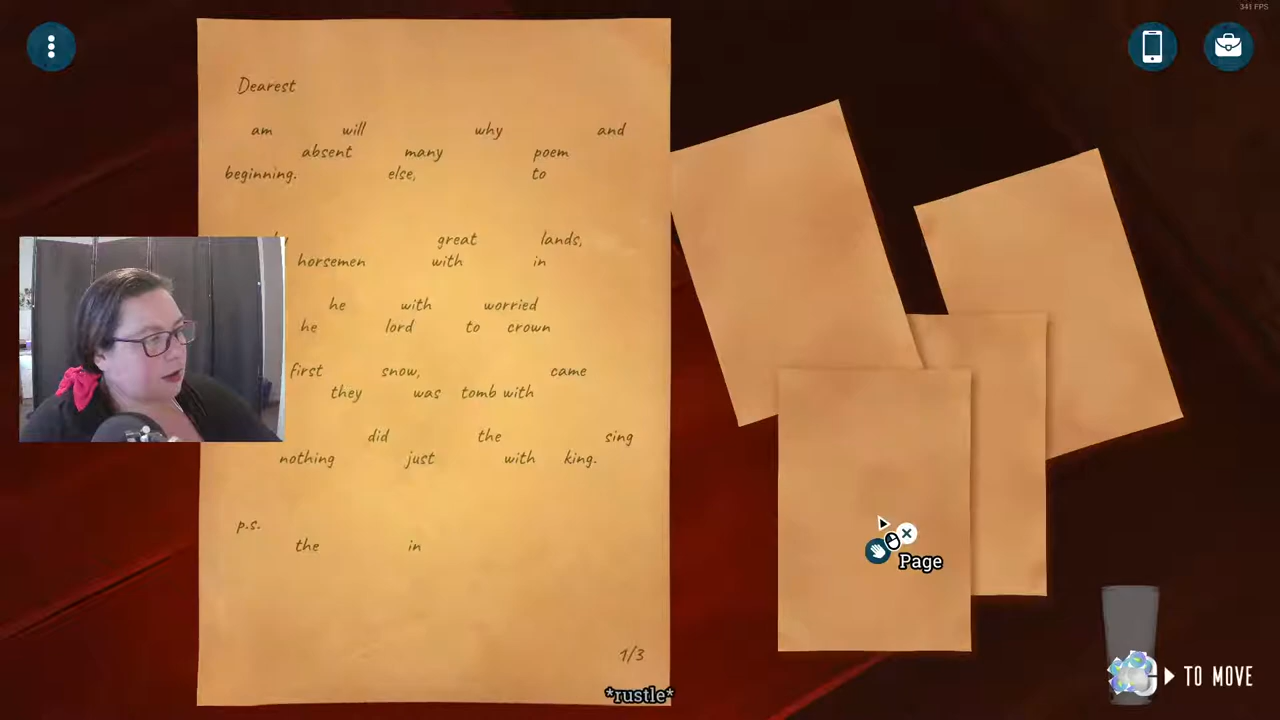 341 FPS
Dearest
am will why and
absent many poem
beginning. else, to
great lands,
horsemen with in
he with worried
he lord to crown
first snow, came
they was tomb with
did the sing
nothing just with king.
p.s.
the in
1/3
*rustle*
Page
TO MOVE